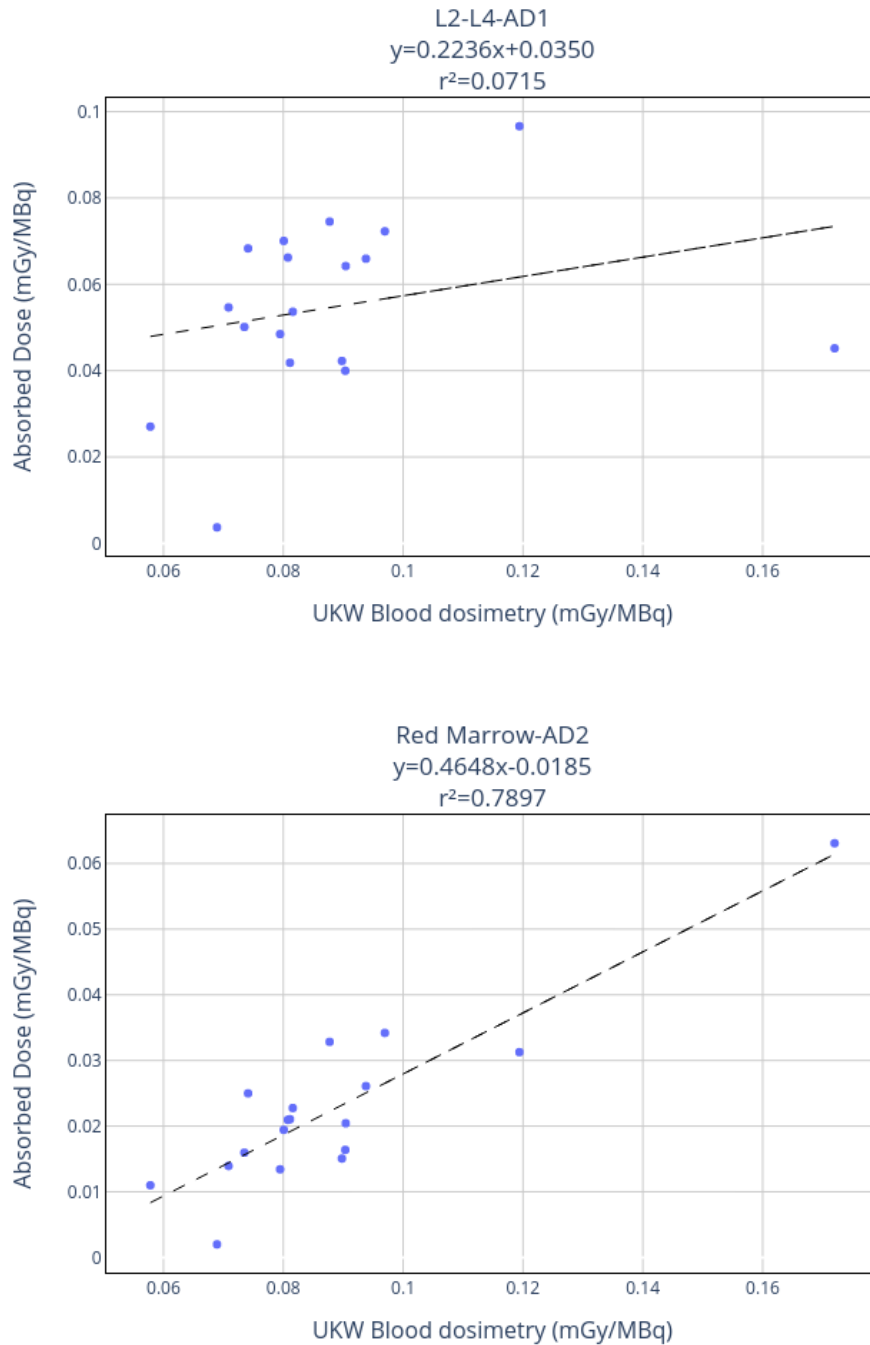 L2-L4-AD1
y=0.2236x+0.0350
r²=0.0715
0.1
0.08
0.06
0.04
0.02
0
Absorbed Dose (mGy/MBq)
0.06 0.08 0.1 0.12 0.14 0.16
UKW Blood dosimetry (mGy/MBq)
Red Marrow-AD2
y=0.4648x-0.0185
r²=0.7897
0.06
0.05
0.04
0.03
0.02
0.01
0
Absorbed Dose (mGy/MBq)
0.06 0.08 0.1 0.12 0.14 0.16
UKW Blood dosimetry (mGy/MBq)